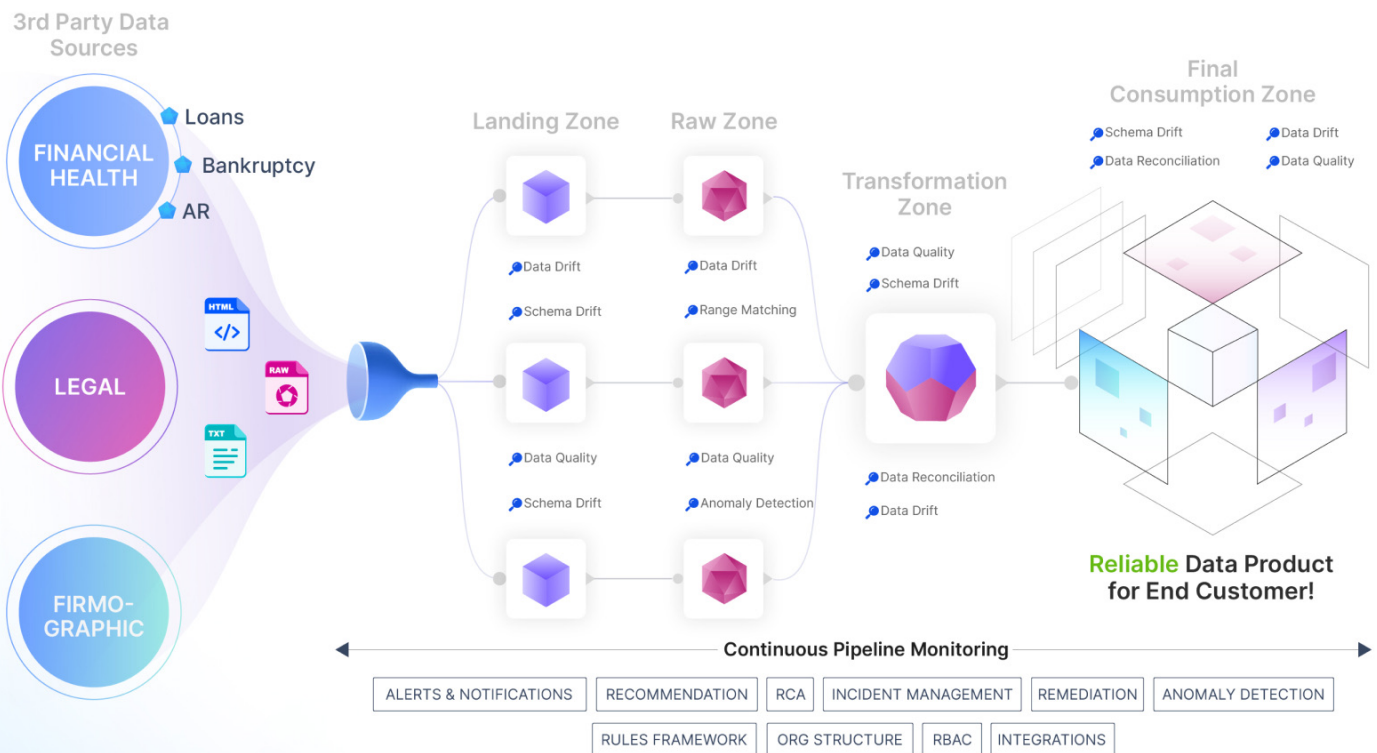 3rd Party Data
Sources
FINANCIAL
HEALTH
Loans
Bankruptcy
AR
LEGAL
HTML
</>
RAW
TXT
FIRMO-
GRAPHIC
Landing Zone
Data Drift
Schema Drift
Data Quality
Schema Drift
Raw Zone
Data Drift
Range Matching
Data Quality
Anomaly Detection
Transformation
Zone
Data Quality
Schema Drift
Data Reconciliation
Data Drift
Final
Consumption Zone
Schema Drift
Data Drift
Data Reconciliation
Data Quality
Reliable Data Product
for End Customer!
Continuous Pipeline Monitoring
ALERTS & NOTIFICATIONS
RECOMMENDATION
RCA
INCIDENT MANAGEMENT
REMEDIATION
ANOMALY DETECTION
RULES FRAMEWORK
ORG STRUCTURE
RBAC
INTEGRATIONS